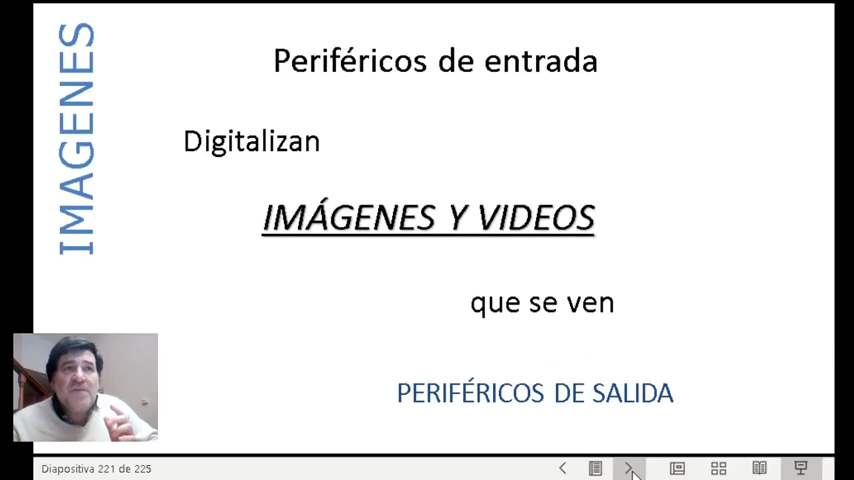 IMAGENES
Periféricos de entrada
Digitalizan
IMÁGENES Y VIDEOS
que se ven
PERIFÉRICOS DE SALIDA
Diapositiva 221 de 225